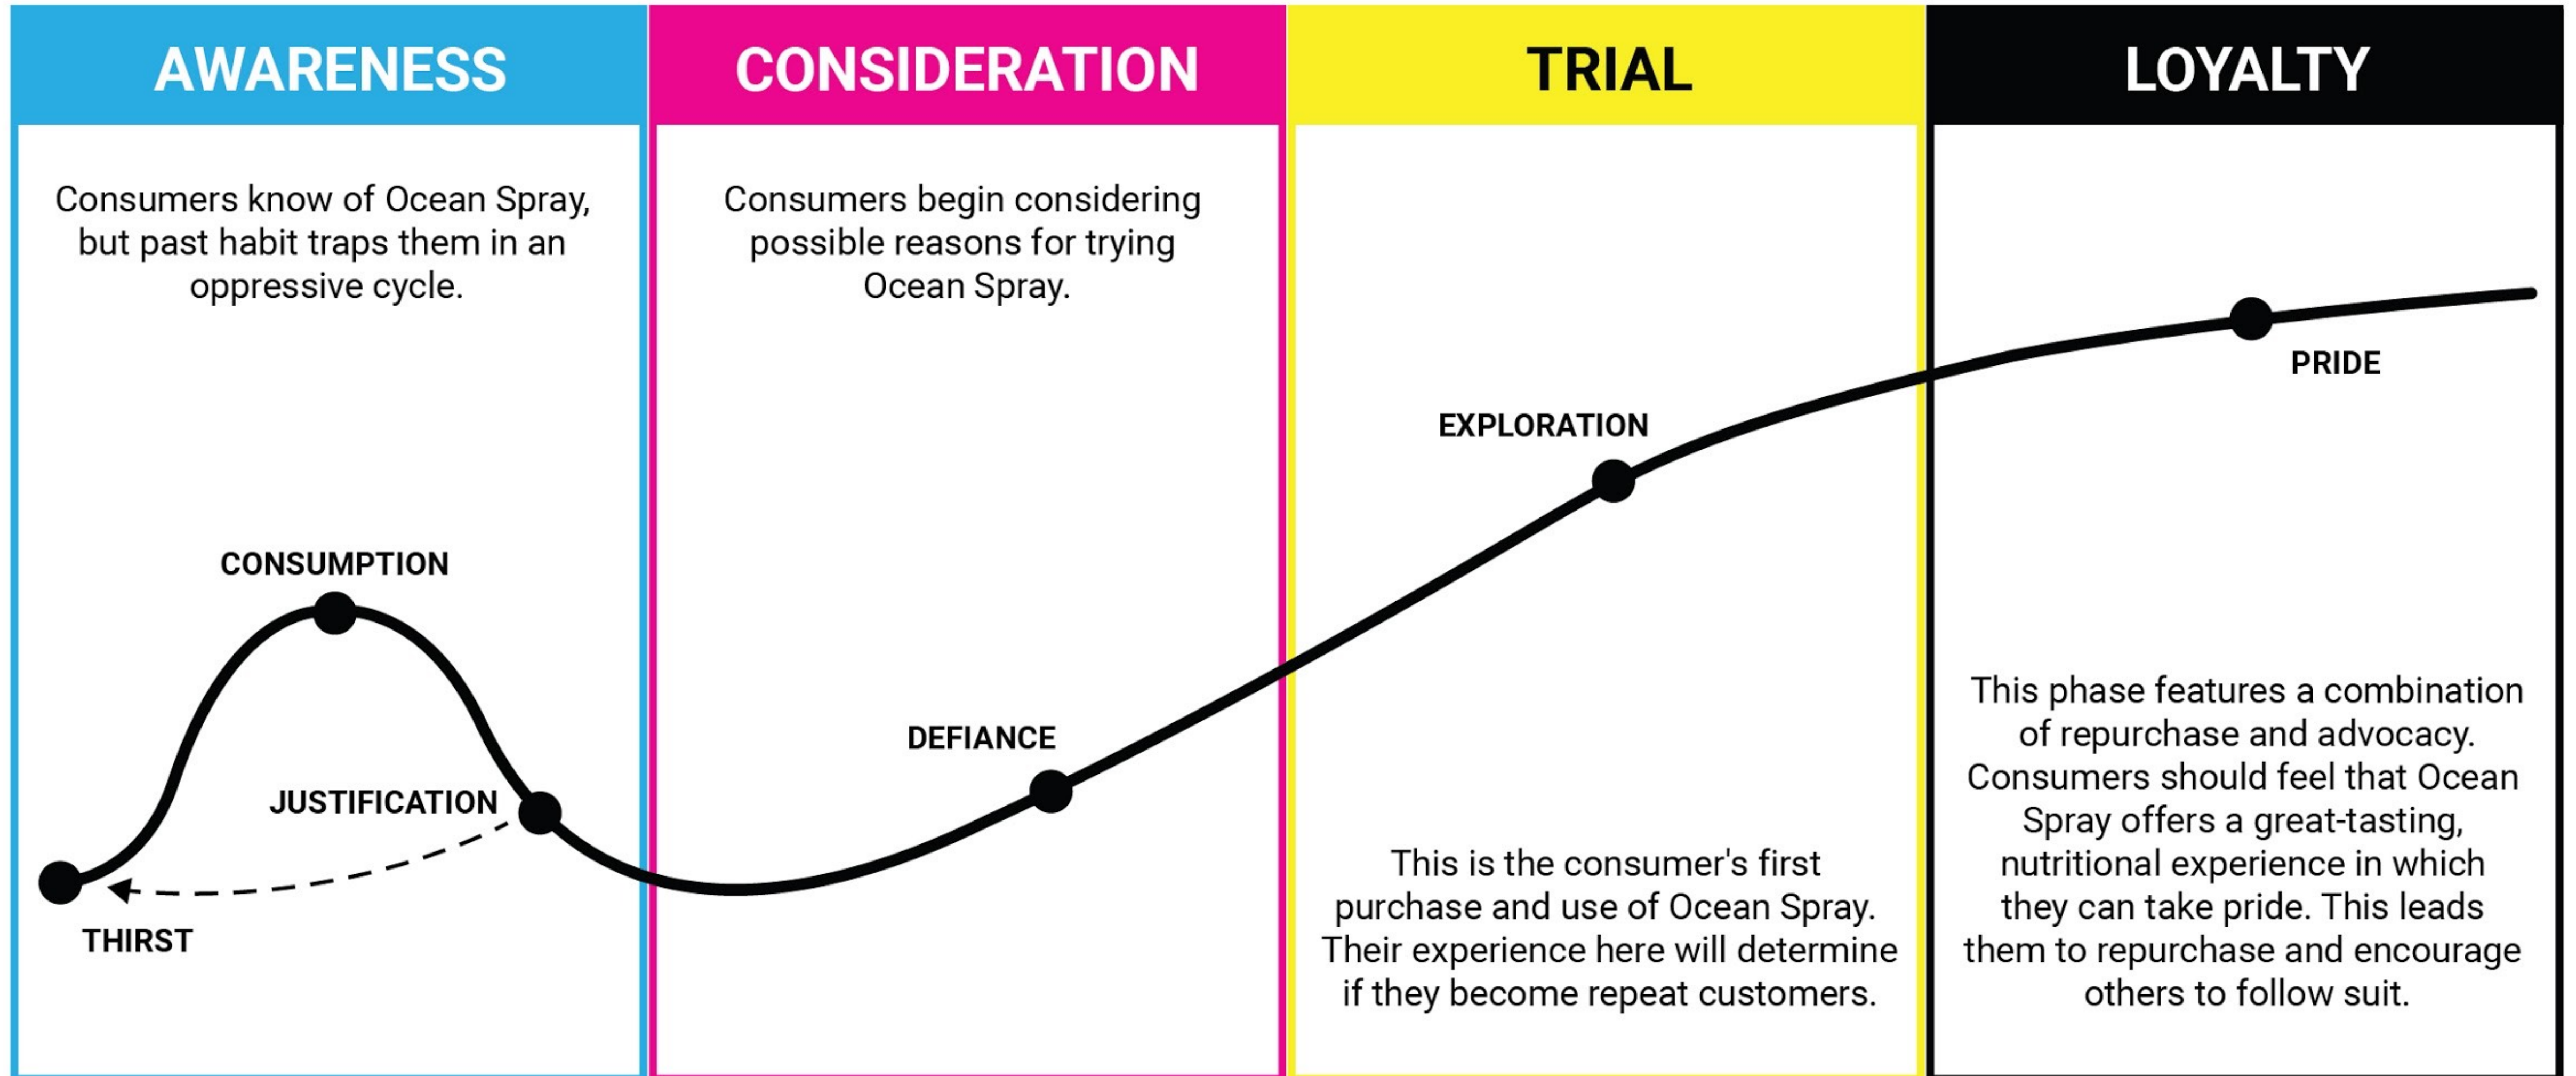 AWARENESS
Consumers know of Ocean Spray,
but past habit traps them in an
oppressive cycle.
CONSUMPTION
JUSTIFICATION
THIRST
CONSIDERATION
Consumers begin considering
possible reasons for trying
Ocean Spray.
DEFIANCE
TRIAL
EXPLORATION
This is the consumer's first
purchase and use of Ocean Spray.
Their experience here will determine
if they become repeat customers.
LOYALTY
PRIDE
This phase features a combination
of repurchase and advocacy.
Consumers should feel that Ocean
Spray offers a great-tasting,
nutritional experience in which
they can take pride. This leads
them to repurchase and encourage
others to follow suit.